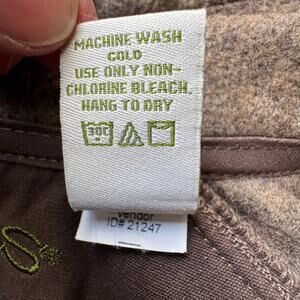 MACHINE WASH
COLD
USE ONLY NON-
CHLORINE BLEACH.
HANG TO DRY
30C
Vendor
ID# 21247